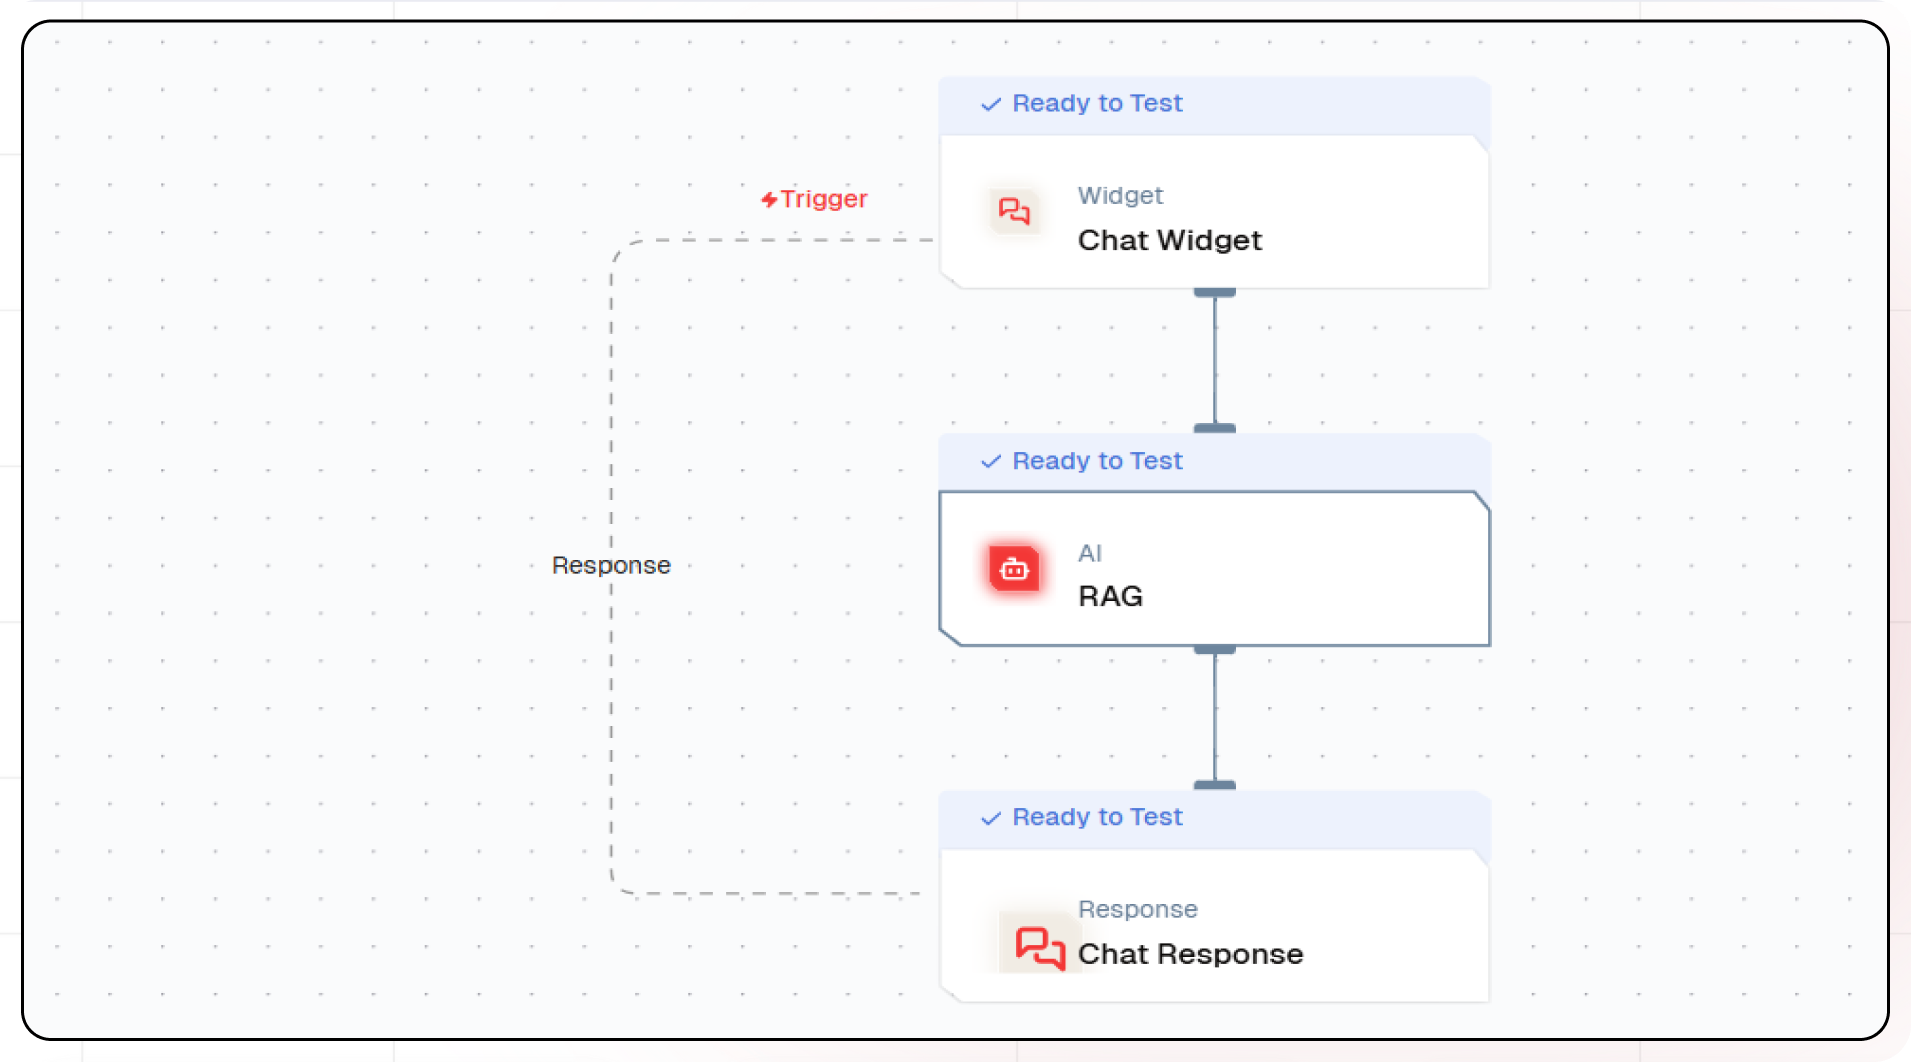 Ready to Test
Trigger
Widget
Chat Widget
Ready to Test
Response
AI
RAG
Ready to Test
Response
Chat Response